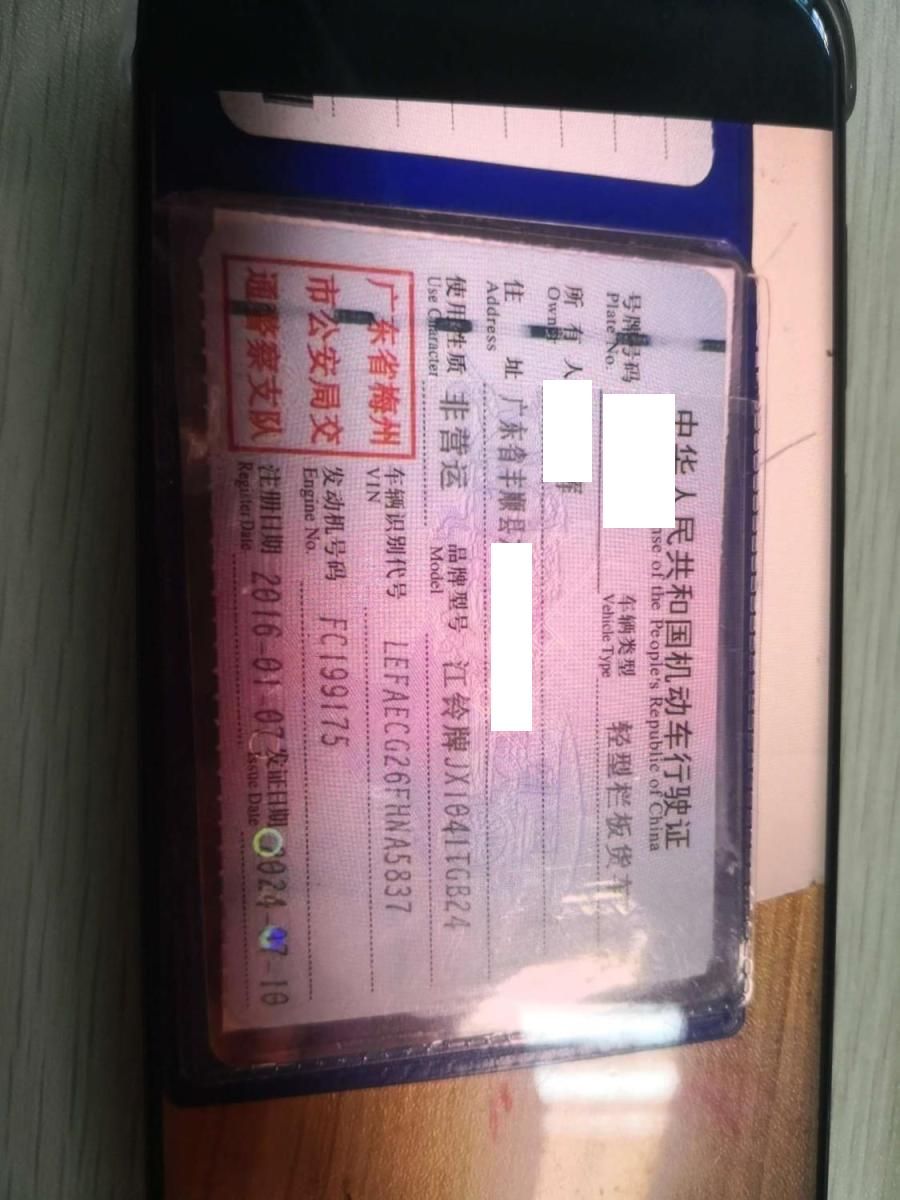 中华人民共和国机动车行驶证
nse of the People's Republic of China
号牌号码
Plate No.
车辆类型 轻型栏板货车
Vehicle Type
所有人
Owner
住址 广东省丰顺县
Address
使用性质 非营运
Use Character
品牌型号 江铃牌JX1041TGB24
Model
广东省梅州
市公安局交
通警察支队
车辆识别代号 LEFAECG26FHNA5837
VIN
发动机号码 FC199175
Engine No.
注册日期 2016-01-07
Register Date
发证日期 2024-07-10
Issue Date